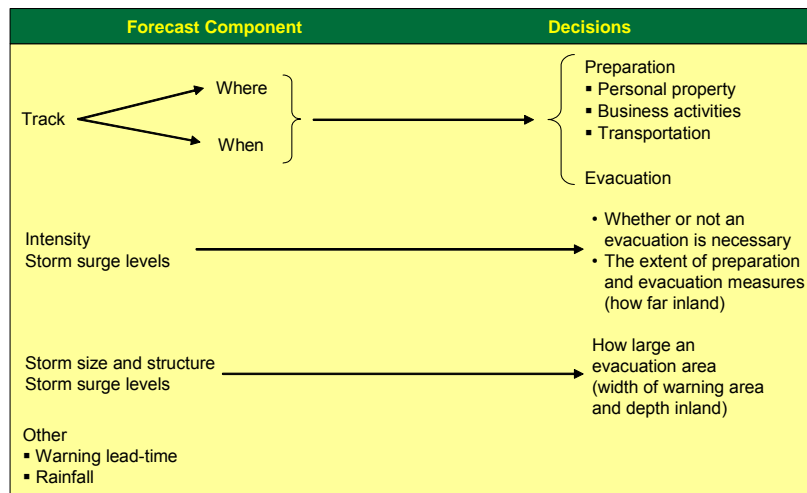 Forecast Component
Decisions
Track
Where
When
Preparation
▪ Personal property
▪ Business activities
▪ Transportation
Evacuation
Intensity
Storm surge levels
• Whether or not an
evacuation is necessary
• The extent of preparation
and evacuation measures
(how far inland)
Storm size and structure
Storm surge levels
How large an
evacuation area
(width of warning area
and depth inland)
Other
▪ Warning lead-time
▪ Rainfall